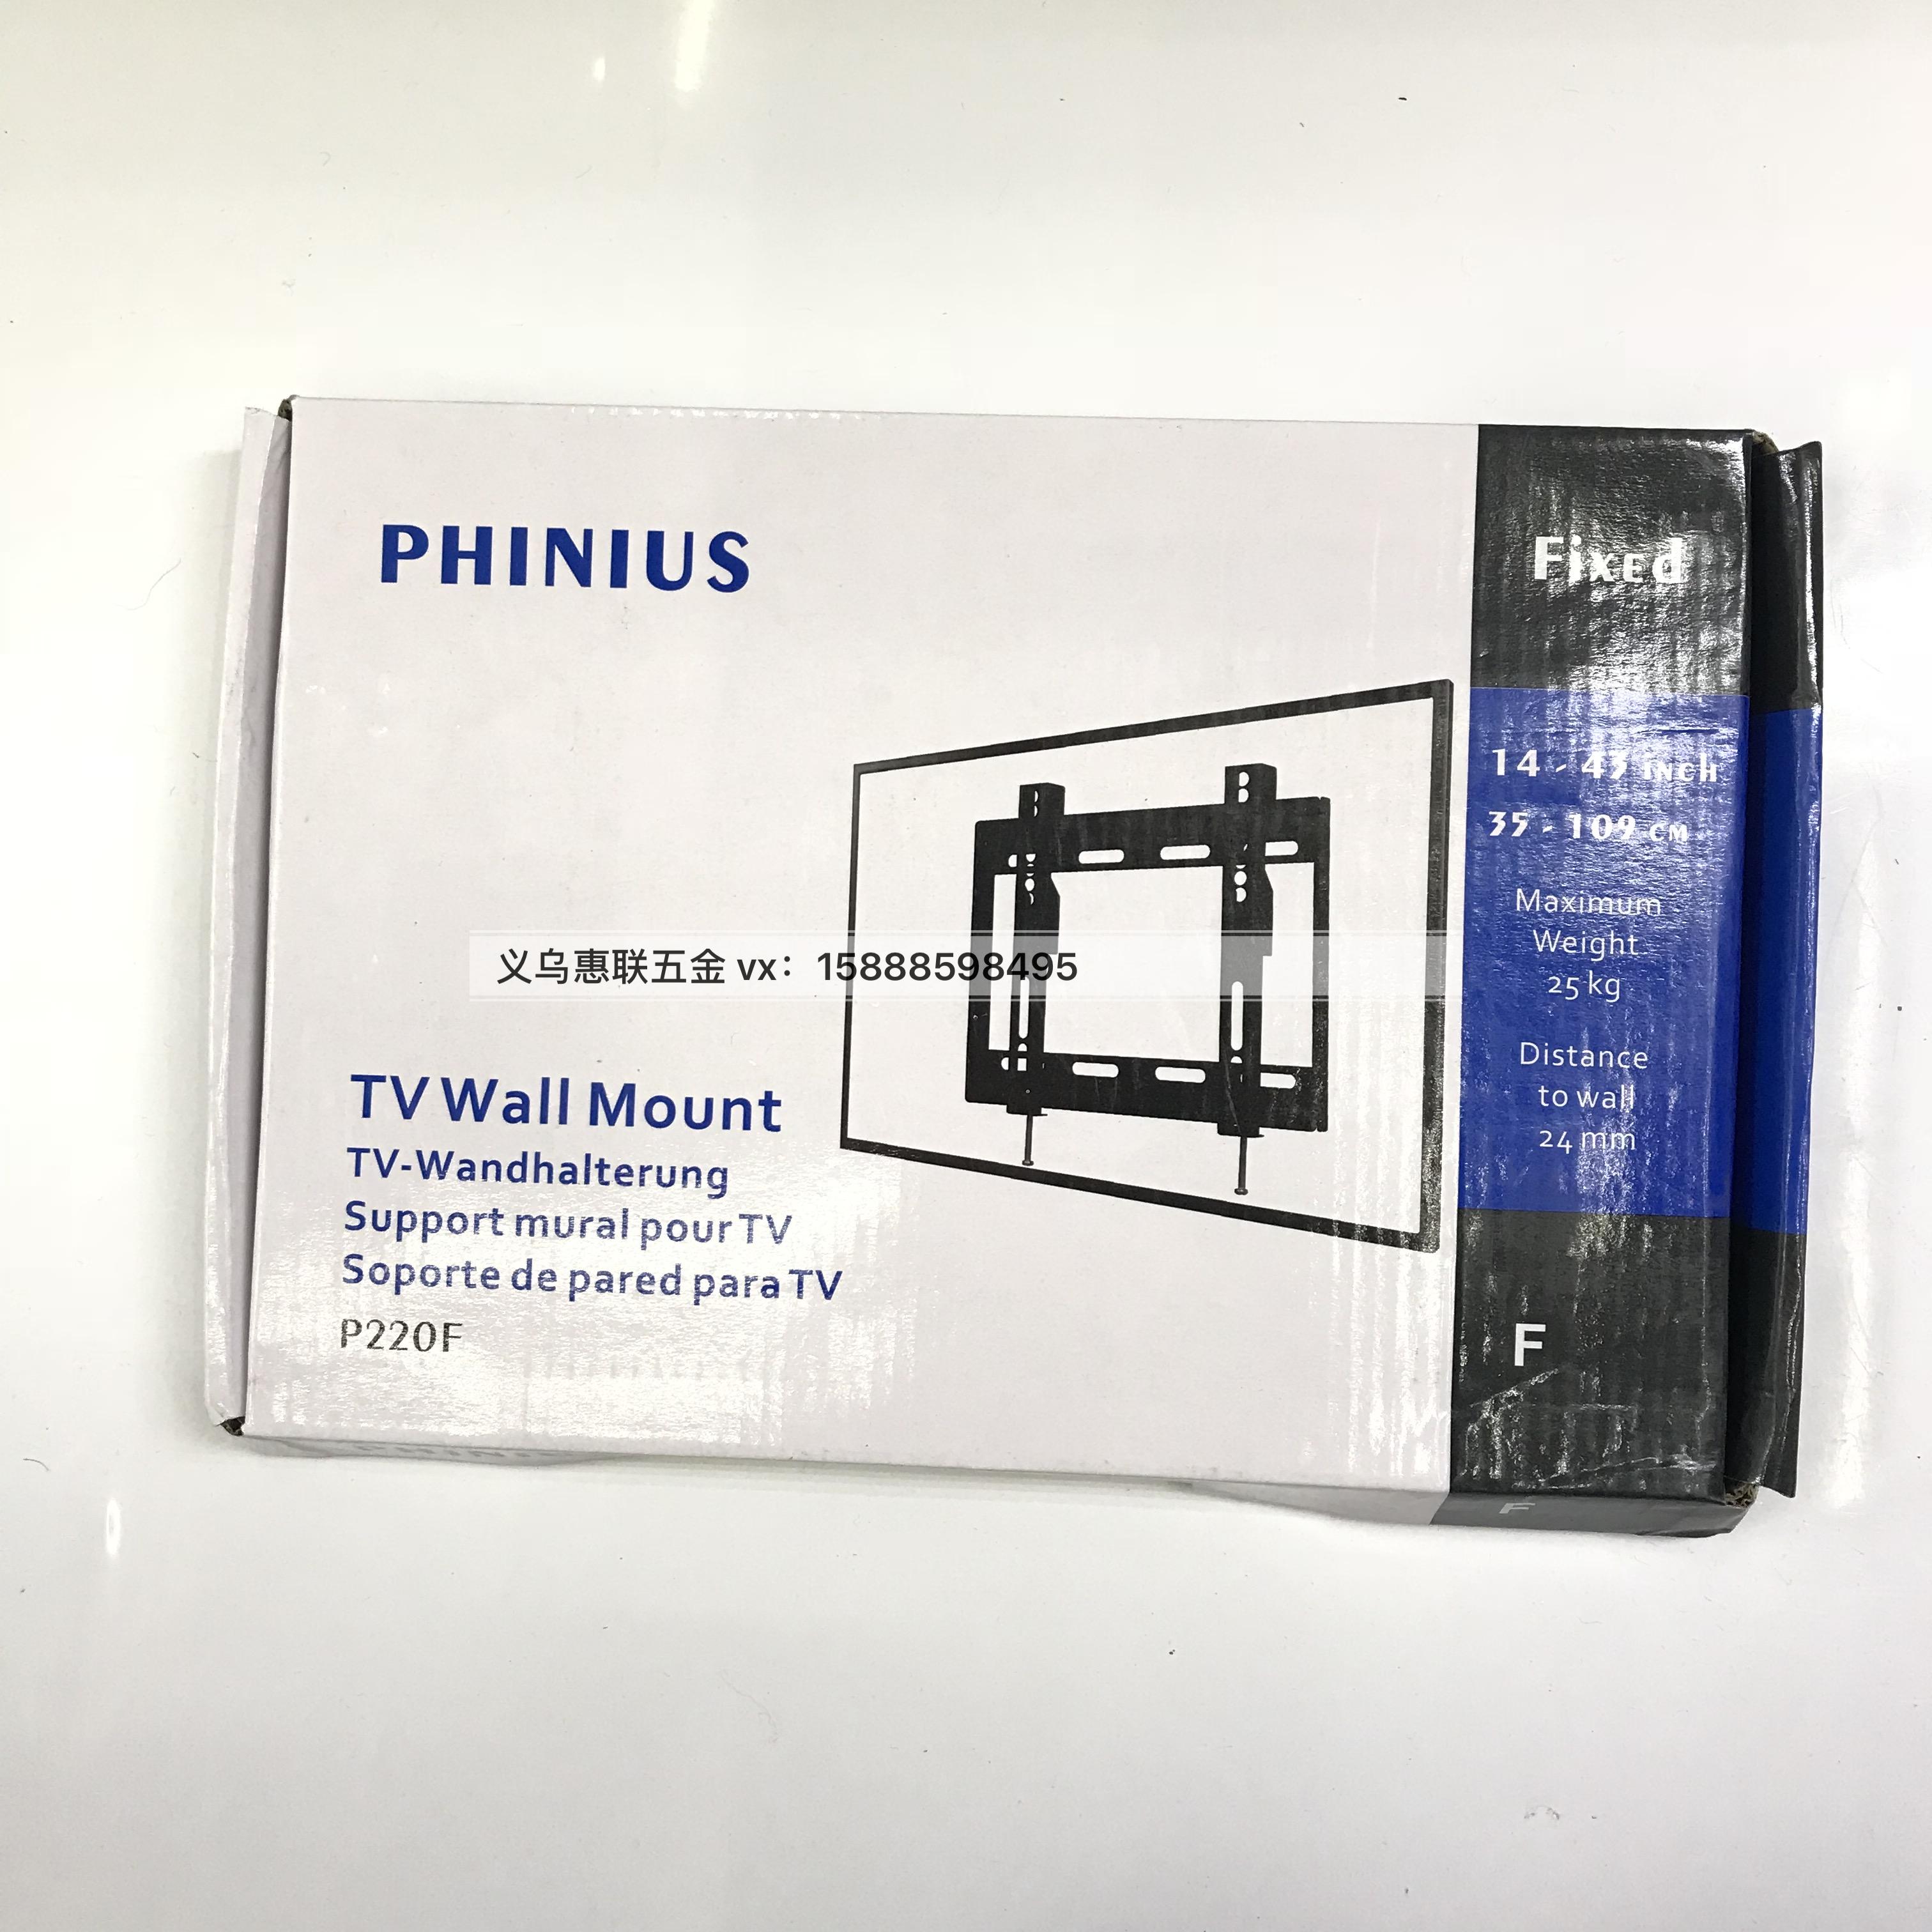 PHINIUS
Fixed
14 - 43 INCH
35 - 109 CM
Maximum
Weight
25 kg
Distance
to wall
24 mm
义乌惠联五金 vx：15888598495
TV Wall Mount
TV-Wandhalterung
Support mural pour TV
Soporte de pared para TV
P220F
F
F